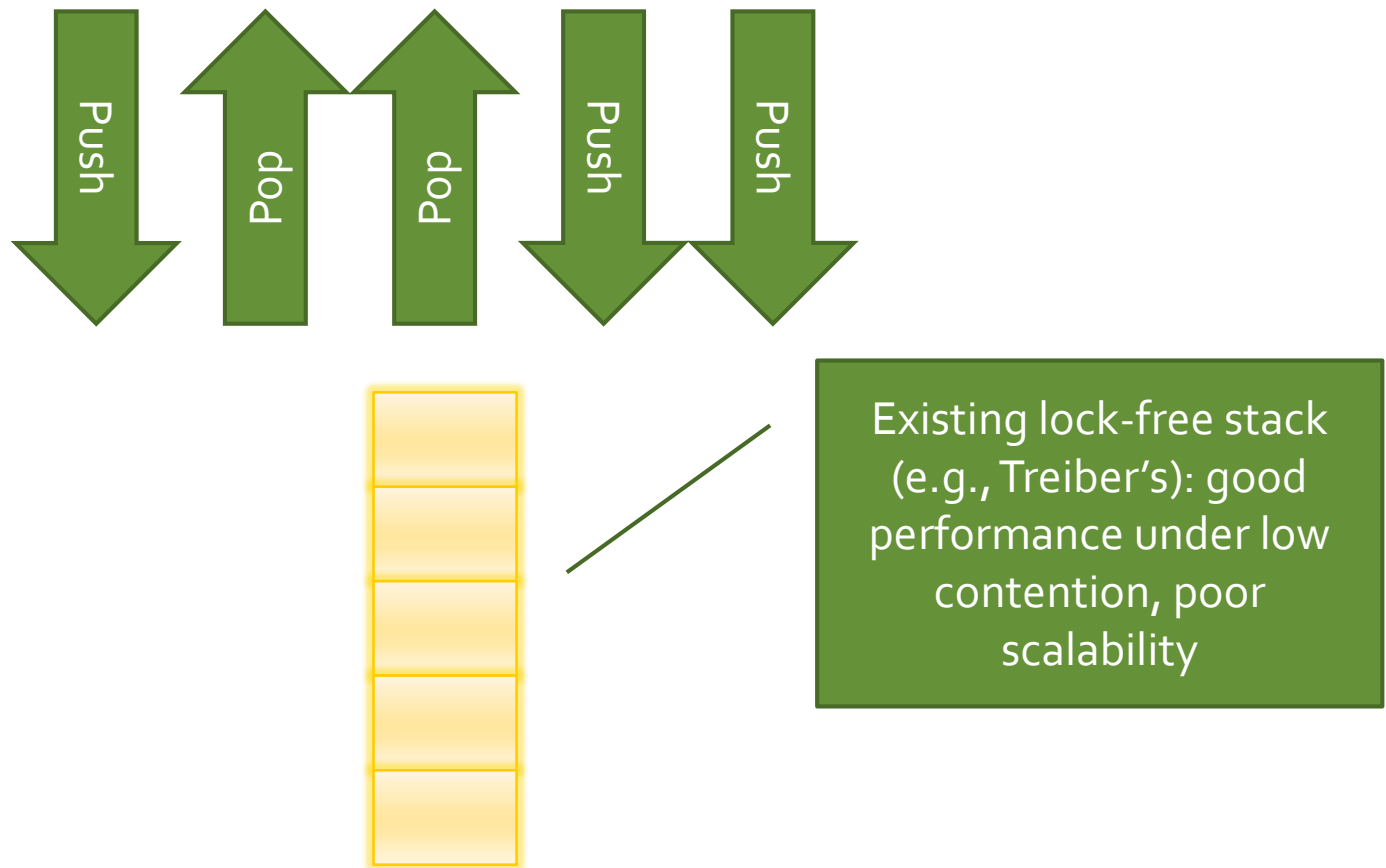 Push
Pop
Pop
Push
Push
Existing lock-free stack
(e.g., Treiber’s): good
performance under low
contention, poor
scalability